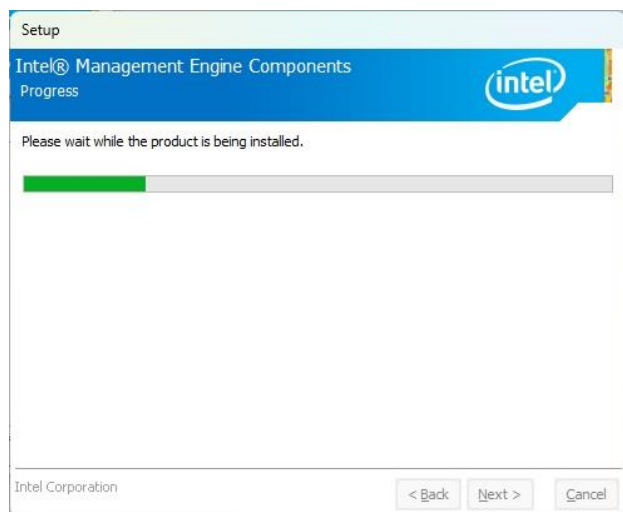 Setup
Intel® Management Engine Components
Progress
intel
Please wait while the product is being installed.
Intel Corporation
< Back Next > Cancel